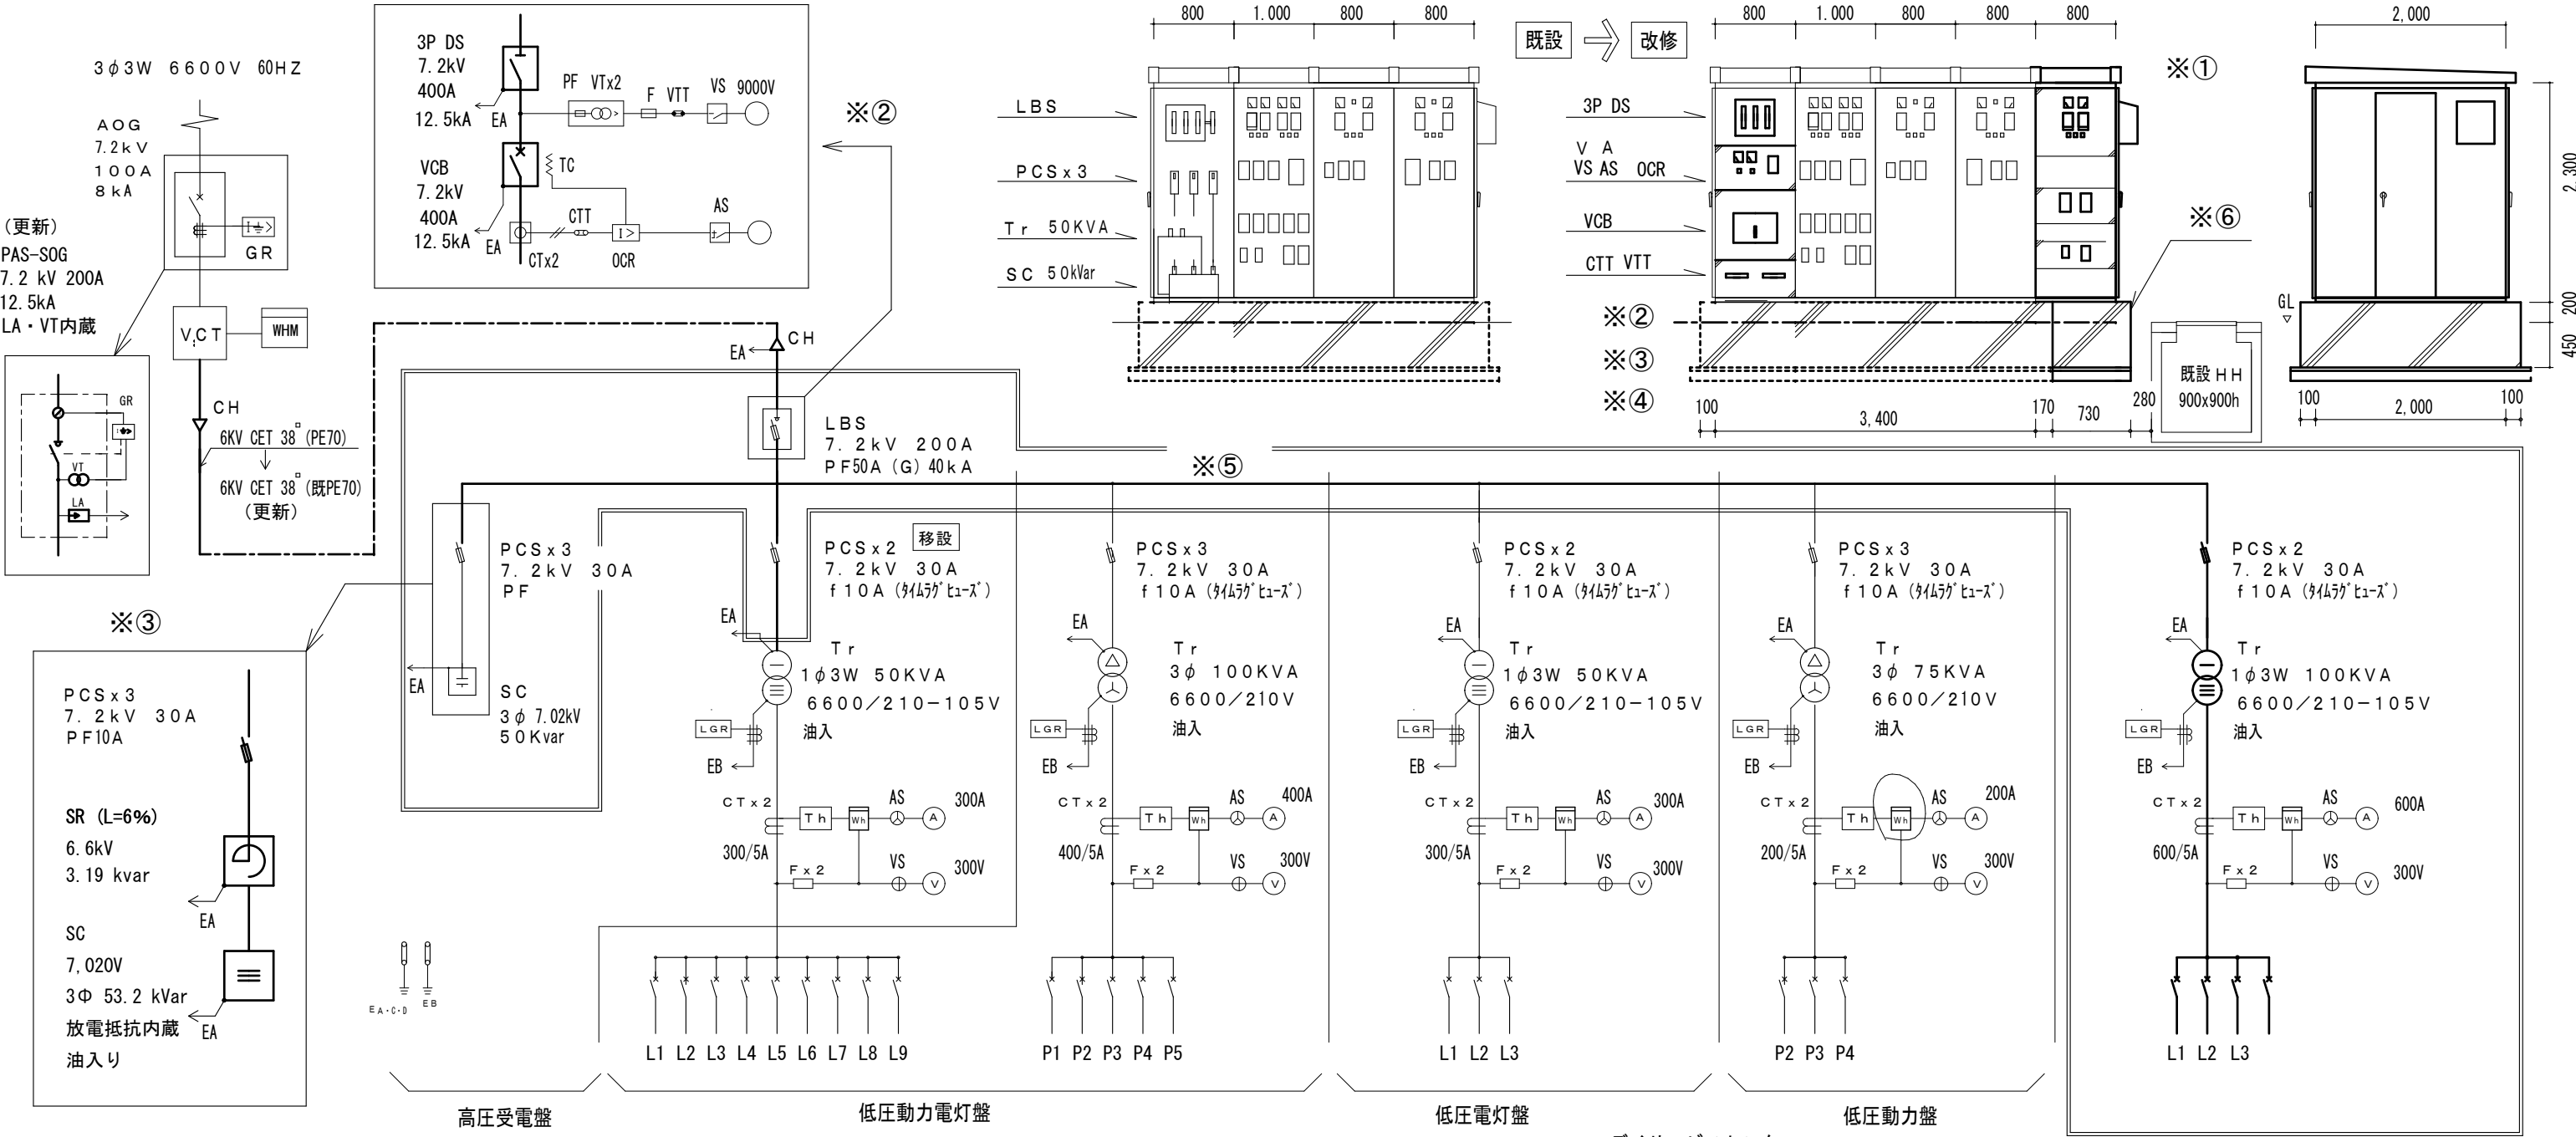 3φ3W 6600V 60HZ
AOG
7.2kV
100A
8kA
I⏚>
GR
(更新)
PAS-SOG
7.2 kV 200A
12.5kA
LA・VT内蔵
V.CT
WHM
GR
VT
LA
CH
6KV CET 38□ (PE70)
6KV CET 38□ (既PE70)
(更新)
3P DS
7.2kV
400A
12.5kA
EA
PF VTx2
F VTT
VS 9000V
VCB
7.2kV
400A
12.5kA
EA
TC
CTT
CTx2
I>
OCR
AS
※②
EA
CH
LBS
7.2kV 200A
PF50A (G) 40kA
800 1.000 800 800
LBS
PCSx3
Tr 50KVA
SC 50kVar
既設
改修
800 1.000 800 800 800
※①
3P DS
V A
VS AS OCR
VCB
CTT VTT
※②
※③
※④
※⑥
100 3,400 170 730 280
既設HH
900x900h
2,000
2,300
200
450
GL
100 2,000 100
※⑤
※③
PCSx3
7.2kV 30A
PF10A
SR (L=6%)
6.6kV
3.19 kvar
EA
SC
7,020V
3Φ 53.2 kVar
放電抵抗内蔵
油入り
EA
PCSx3
7.2kV 30A
PF
EA
SC
3φ 7.02kV
50Kvar
EA・C・D
EB
移設
PCSx2
7.2kV 30A
f10A (タイムラグヒューズ)
EA
Tr
1φ3W 50KVA
6600/210-105V
油入
LGR
EB
CTx2
300/5A
Th
Wh
AS
A
300A
Fx2
VS
V
300V
L1 L2 L3 L4 L5 L6 L7 L8 L9
PCSx3
7.2kV 30A
f10A (タイムラグヒューズ)
EA
Tr
3φ 100KVA
6600/210V
油入
LGR
EB
CTx2
400/5A
Th
Wh
AS
A
400A
Fx2
VS
V
300V
P1 P2 P3 P4 P5
PCSx2
7.2kV 30A
f10A (タイムラグヒューズ)
EA
Tr
1φ3W 50KVA
6600/210-105V
油入
LGR
EB
CTx2
300/5A
Th
Wh
AS
A
300A
Fx2
VS
V
300V
L1 L2 L3
PCSx3
7.2kV 30A
f10A (タイムラグヒューズ)
EA
Tr
3φ 75KVA
6600/210V
油入
LGR
EB
CTx2
200/5A
Th
Wh
AS
A
200A
Fx2
VS
V
300V
P2 P3 P4
PCSx2
7.2kV 30A
f10A (タイムラグヒューズ)
EA
Tr
1φ3W 100KVA
6600/210-105V
油入
LGR
EB
CTx2
600/5A
Th
Wh
AS
A
600A
Fx2
VS
V
300V
L1 L2 L3
高圧受電盤
低圧動力電灯盤
低圧電灯盤
低圧動力盤